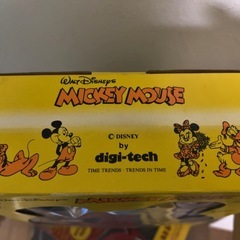 WALT DISNEY'S
MICKEY MOUSE
© DISNEY
by
digi-tech
TIME TRENDS · TRENDS IN TIME